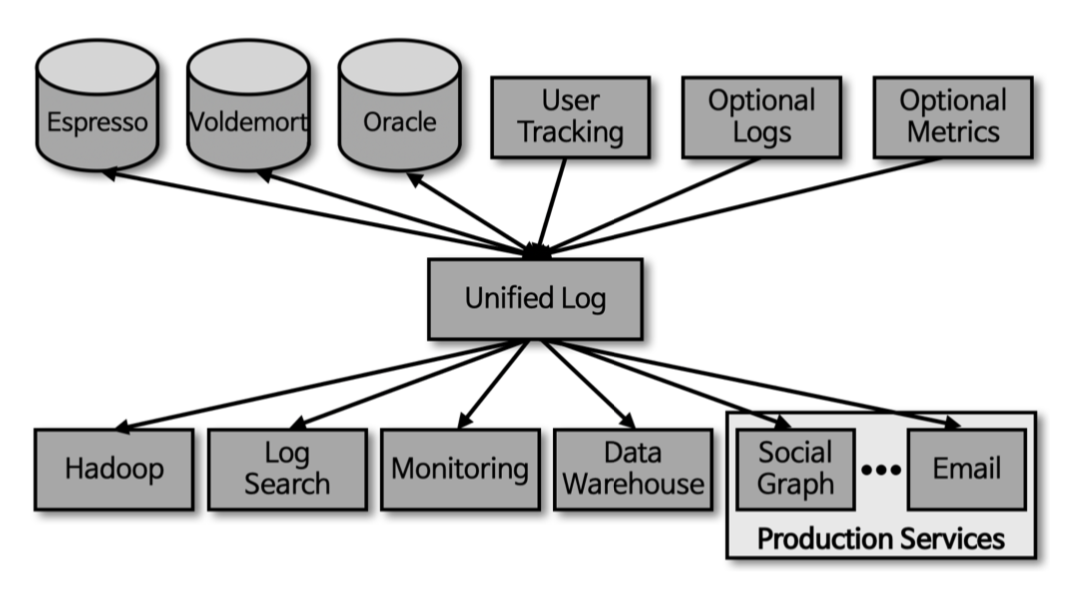 Espresso
Voldemort
Oracle
User
Tracking
Optional
Logs
Optional
Metrics
Unified Log
Hadoop
Log
Search
Monitoring
Data
Warehouse
Social
Graph
•••
Email
Production Services